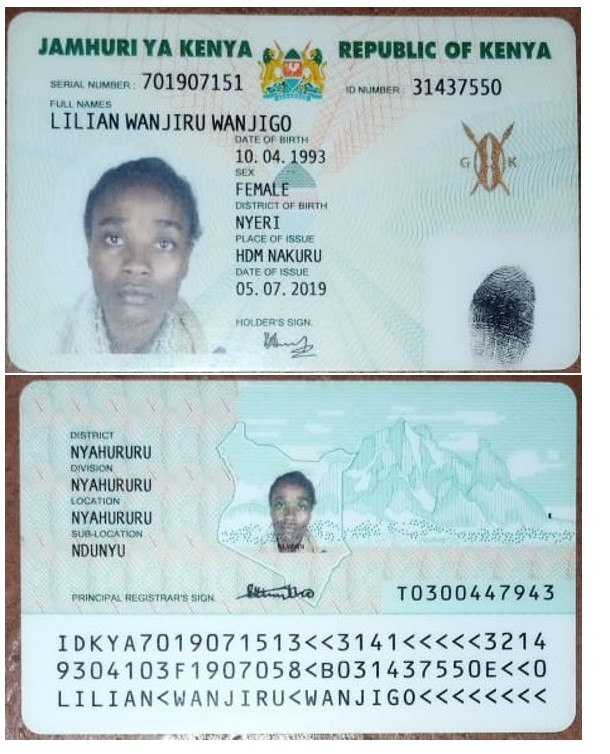 JAMHURI YA KENYA REPUBLIC OF KENYA
SERIAL NUMBER : 701907151 ID NUMBER : 31437550
FULL NAMES
LILIAN WANJIRU WANJIGO
DATE OF BIRTH
10. 04. 1993
SEX
FEMALE
DISTRICT OF BIRTH
NYERI
PLACE OF ISSUE
HDM NAKURU
DATE OF ISSUE
05. 07. 2019
HOLDER'S SIGN.
G K
DISTRICT
NYAHURURU
DIVISION
NYAHURURU
LOCATION
NYAHURURU
SUB-LOCATION
NDUNYU
PRINCIPAL REGISTRAR'S SIGN.
T0300447943
IDKYA7019071513<<3141<<<<<3214
9304103F1907058<B031437550E<<0
LILIAN<WANJIRU<WANJIGO<<<<<<<<